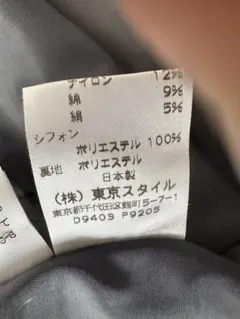 ナイロン 12%
綿 9%
絹 5%
シフォン
ポリエステル 100%
裏地 ポリエステル
日本製
(株) 東京スタイル
東京都千代田区麹町5-7-1
D9403 P9205